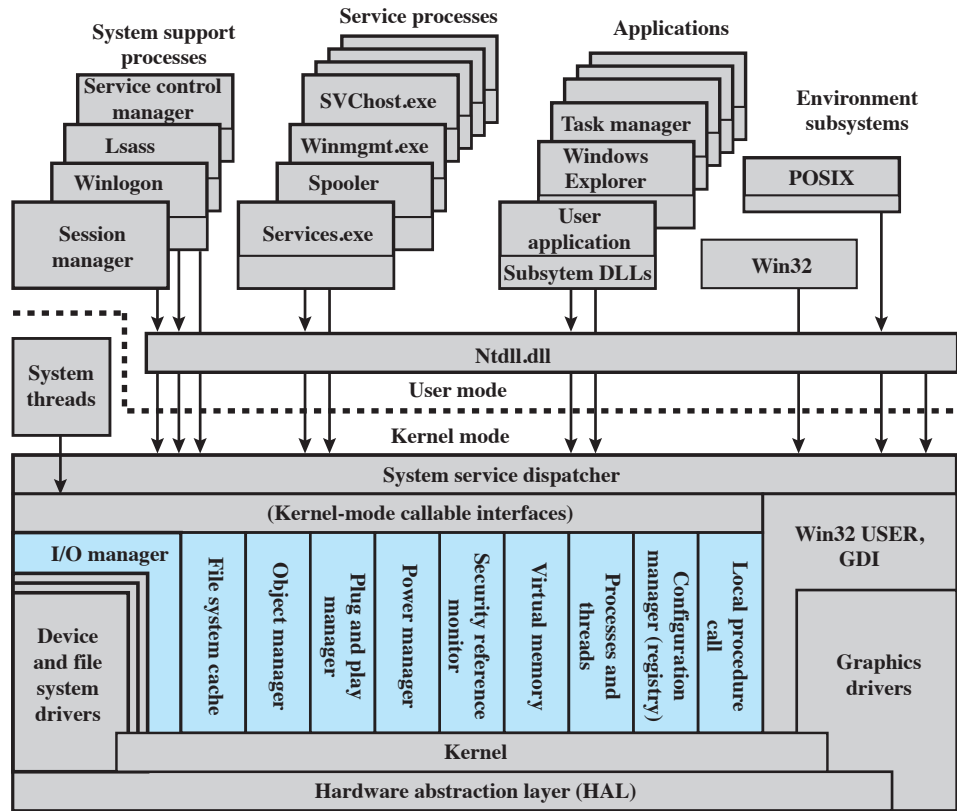 System support
processes
Service processes
Applications
Environment
subsystems
Service control
manager
Lsass
Winlogon
Session
manager
SVChost.exe
Winmgmt.exe
Spooler
Services.exe
Task manager
Windows
Explorer
User
application
Subsytem DLLs
POSIX
Win32
System
threads
Ntdll.dll
User mode
Kernel mode
System service dispatcher
(Kernel-mode callable interfaces)
Win32 USER,
GDI
I/O manager
Device
and file
system
drivers
File system cache
Object manager
Plug and play
manager
Power manager
Security reference
monitor
Virtual memory
Processes and
threads
Configuration
manager (registry)
Local procedure
call
Graphics
drivers
Kernel
Hardware abstraction layer (HAL)